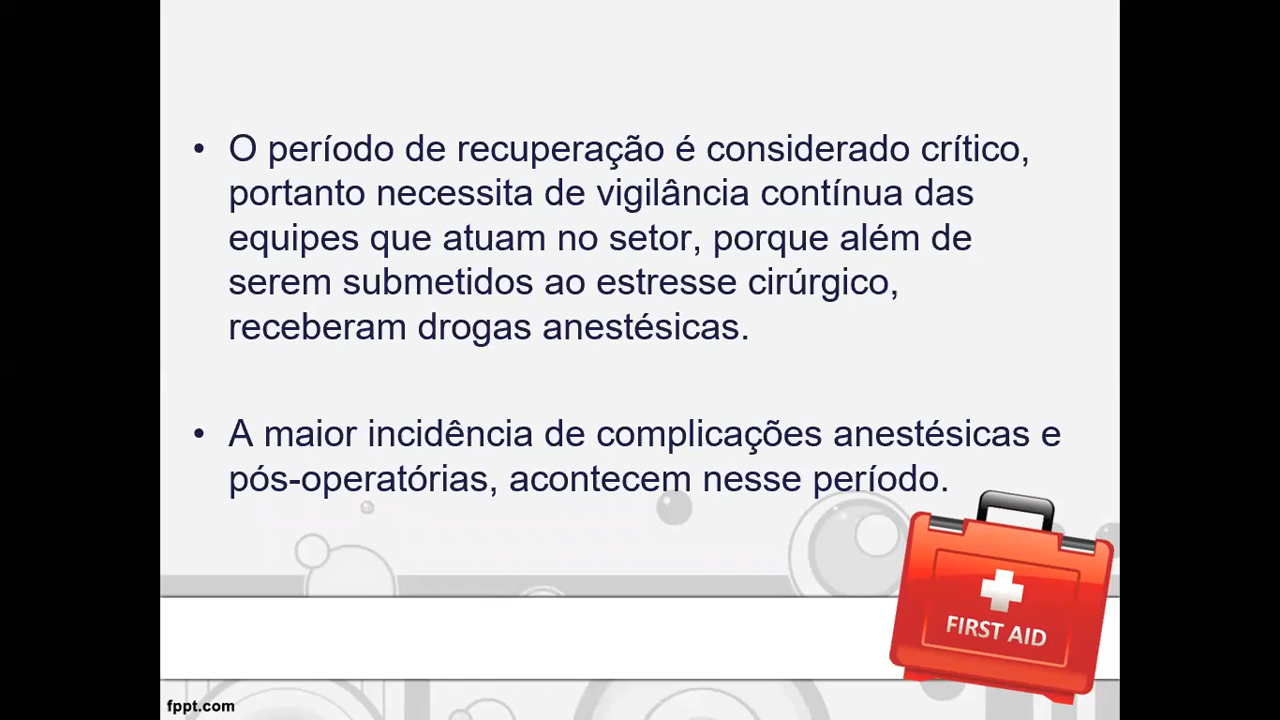 • O período de recuperação é considerado crítico,
portanto necessita de vigilância contínua das
equipes que atuam no setor, porque além de
serem submetidos ao estresse cirúrgico,
receberam drogas anestésicas.
• A maior incidência de complicações anestésicas e
pós-operatórias, acontecem nesse período.
FIRST AID
fppt.com